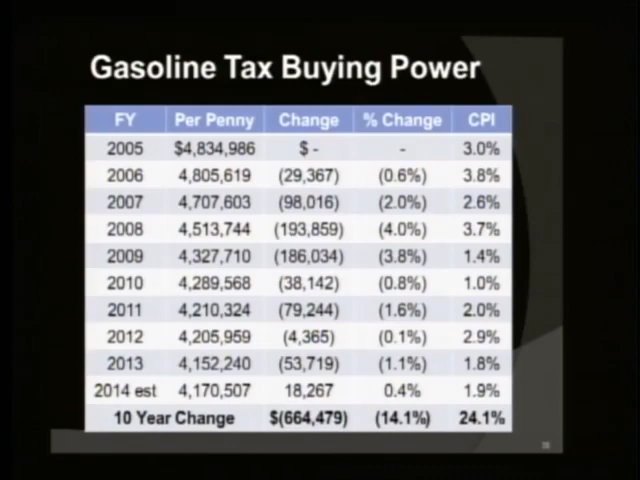 Gasoline Tax Buying Power
FY Per Penny Change % Change CPI
2005 $4,834,986 $ - - 3.0%
2006 4,805,619 (29,367) (0.6%) 3.8%
2007 4,707,603 (98,016) (2.0%) 2.6%
2008 4,513,744 (193,859) (4.0%) 3.7%
2009 4,327,710 (186,034) (3.8%) 1.4%
2010 4,289,568 (38,142) (0.8%) 1.0%
2011 4,210,324 (79,244) (1.6%) 2.0%
2012 4,205,959 (4,365) (0.1%) 2.9%
2013 4,152,240 (53,719) (1.1%) 1.8%
2014 est 4,170,507 18,267 0.4% 1.9%
10 Year Change $(664,479) (14.1%) 24.1%